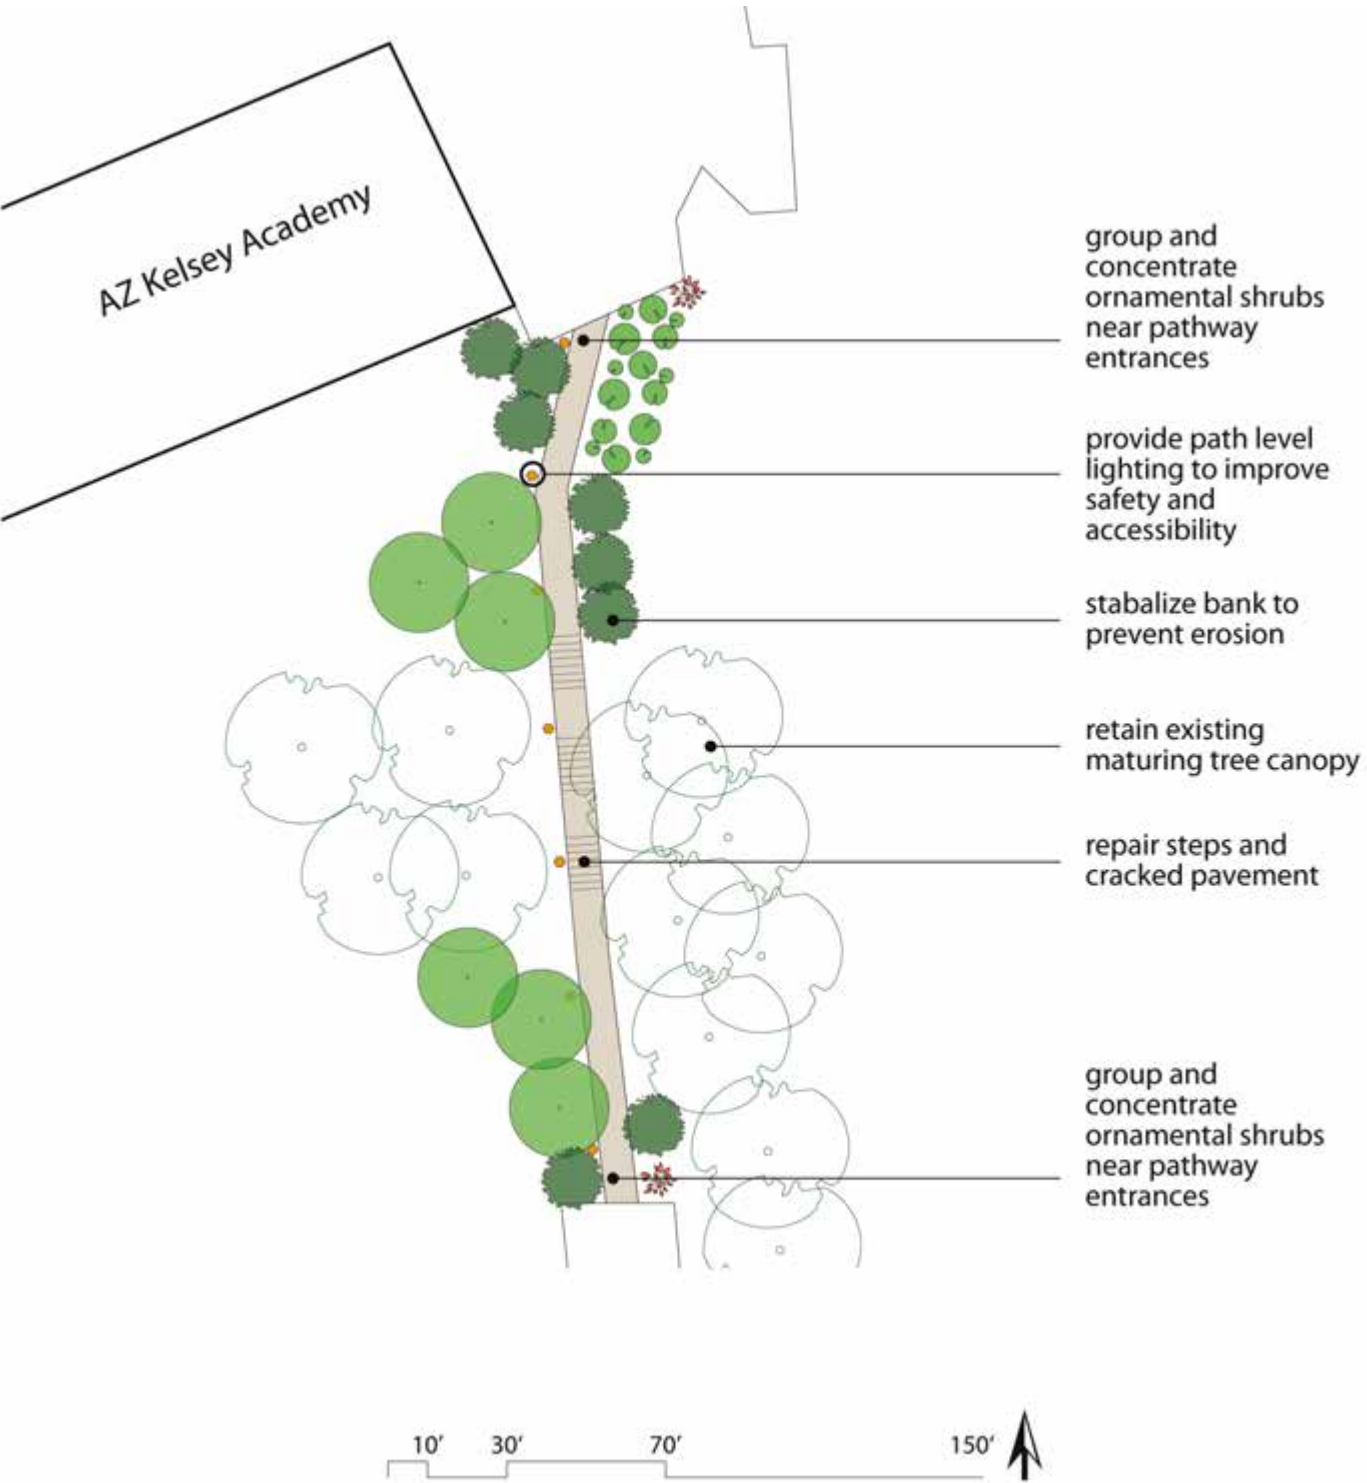 AZ Kelsey Academy
group and
concentrate
ornamental shrubs
near pathway
entrances
provide path level
lighting to improve
safety and
accessibility
stabalize bank to
prevent erosion
retain existing
maturing tree canopy
repair steps and
cracked pavement
group and
concentrate
ornamental shrubs
near pathway
entrances
10' 30' 70' 150'